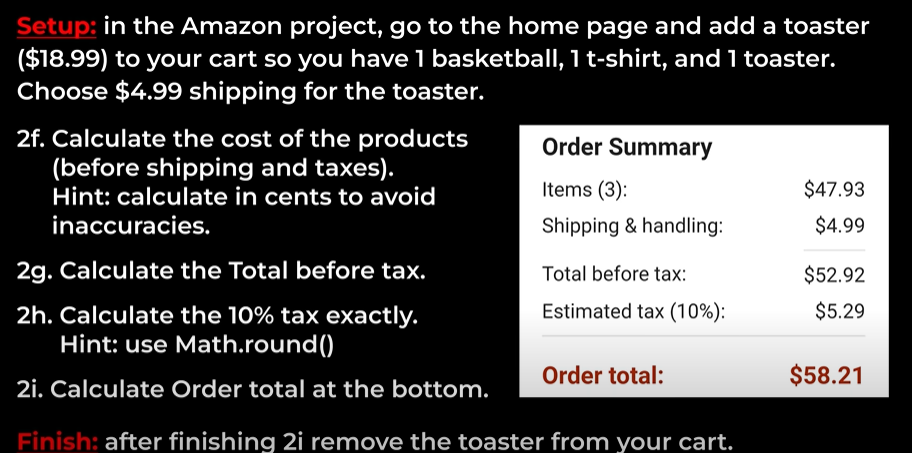 Setup: in the Amazon project, go to the home page and add a toaster
($18.99) to your cart so you have 1 basketball, 1 t-shirt, and 1 toaster.
Choose $4.99 shipping for the toaster.
2f. Calculate the cost of the products
(before shipping and taxes).
Hint: calculate in cents to avoid
inaccuracies.
2g. Calculate the Total before tax.
2h. Calculate the 10% tax exactly.
Hint: use Math.round()
2i. Calculate Order total at the bottom.
Order Summary
Items (3): $47.93
Shipping & handling: $4.99
Total before tax: $52.92
Estimated tax (10%): $5.29
Order total: $58.21
Finish: after finishing 2i remove the toaster from your cart.